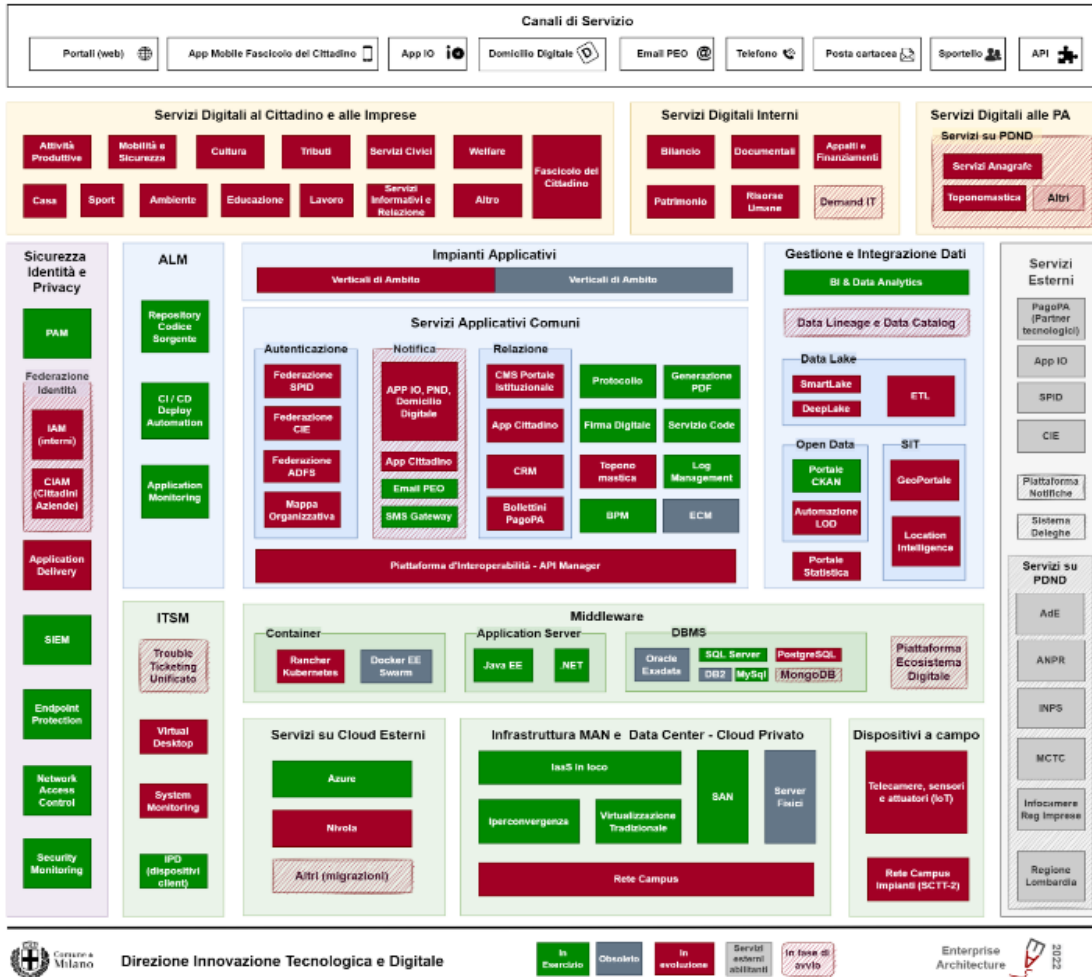 Canali di Servizio
Portali (web)
App Mobile Fascicolo del Cittadino
App IO
iO
Domicilio Digitale
D
Email PEO
@
Telefono
Posta cartacea
Sportello
API
Servizi Digitali al Cittadino e alle Imprese
Attività
Produttive
Mobilità e
Sicurezza
Cultura
Tributi
Servizi Civici
Welfare
Fascicolo del
Cittadino
Casa
Sport
Ambiente
Educazione
Lavoro
Servizi
Informativi e
Relazione
Altro
Servizi Digitali Interni
Bilancio
Documentali
Appalti e
Finanziamenti
Patrimonio
Risorse
Umane
Demand IT
Servizi Digitali alle PA
Servizi su PDND
Servizi Anagrafe
Toponomastica
Altri
Sicurezza
Identità e
Privacy
PAM
Federazione
Identità
IAM
(interni)
CIAM
(Cittadini
Aziende)
Application
Delivery
SIEM
Endpoint
Protection
Network
Access
Control
Security
Monitoring
ALM
Repository
Codice
Sorgente
CI / CD
Deploy
Automation
Application
Monitoring
Impianti Applicativi
Verticali di Ambito
Verticali di Ambito
Servizi Applicativi Comuni
Autenticazione
Federazione
SPID
Federazione
CIE
Federazione
ADFS
Mappa
Organizzativa
Notifica
APP IO, PND,
Domicilio
Digitale
App Cittadino
Email PEO
SMS Gateway
Relazione
CMS Portale
Istituzionale
App Cittadino
CRM
Bollettini
PagoPA
Protocollo
Generazione
PDF
Firma Digitale
Servizio Code
Topono
mastica
Log
Management
BPM
ECM
Piattaforma d'Interoperabilità - API Manager
Gestione e Integrazione Dati
BI & Data Analytics
Data Lineage e Data Catalog
Data Lake
SmartLake
DeepLake
ETL
Open Data
Portale
CKAN
Automazione
LOD
Portale
Statistica
SIT
GeoPortale
Location
Intelligence
Servizi
Esterni
PagoPA
(Partner
tecnologici)
App IO
SPID
CIE
Piattaforma
Notifiche
Sistema
Deleghe
Servizi su
PDND
AdE
ANPR
INPS
MCTC
Infocamere
Reg Imprese
Regione
Lombardia
ITSM
Trouble
Ticketing
Unificato
Virtual
Desktop
System
Monitoring
IPD
(dispositivi
client)
Middleware
Container
Rancher
Kubernetes
Docker EE
Swarm
Application Server
Java EE
.NET
DBMS
Oracle
Exadata
SQL Server
PostgreSQL
DB2
MySql
MongoDB
Piattaforma
Ecosistema
Digitale
Servizi su Cloud Esterni
Azure
Nivola
Altri (migrazioni)
Infrastruttura MAN e Data Center - Cloud Privato
IaaS in loco
Iperconvergenza
Virtualizzazione
Tradizionale
SAN
Server
Fisici
Rete Campus
Dispositivi a campo
Telecamere, sensori
e attuatori (IoT)
Rete Campus
Impianti (SCTT-2)
Comune di
Milano
Direzione Innovazione Tecnologica e Digitale
In
Esercizio
Obsoleto
In
evoluzione
Servizi
esterni
abilitanti
In fase di
avvio
Enterprise
Architecture
2022